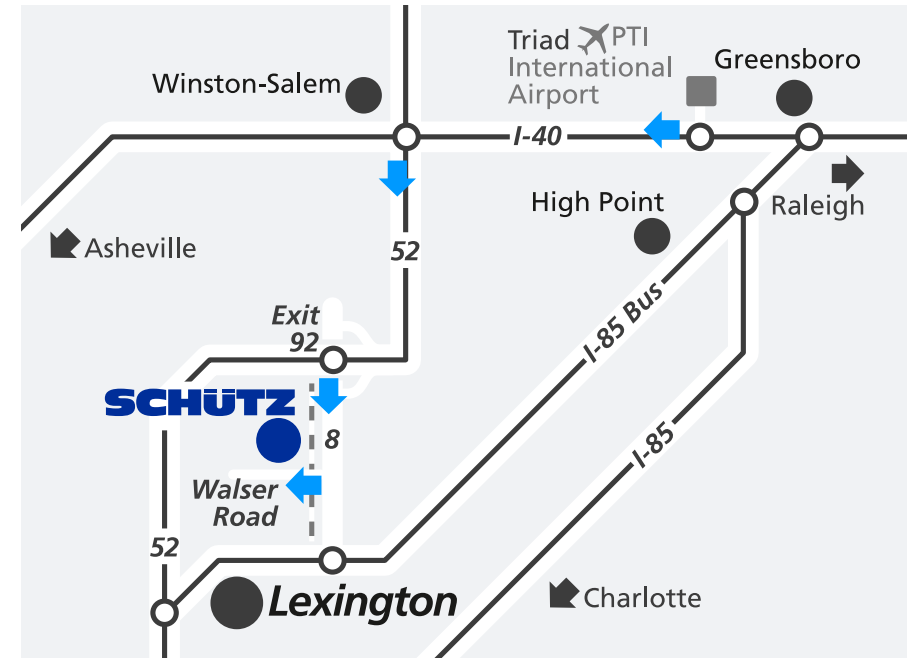 Triad PTI
International
Airport
Greensboro
Winston-Salem
I-40
High Point
Raleigh
Asheville
52
I-85 Bus
Exit
92
SCHÜTZ
8
I-85
Walser
Road
52
Lexington
Charlotte